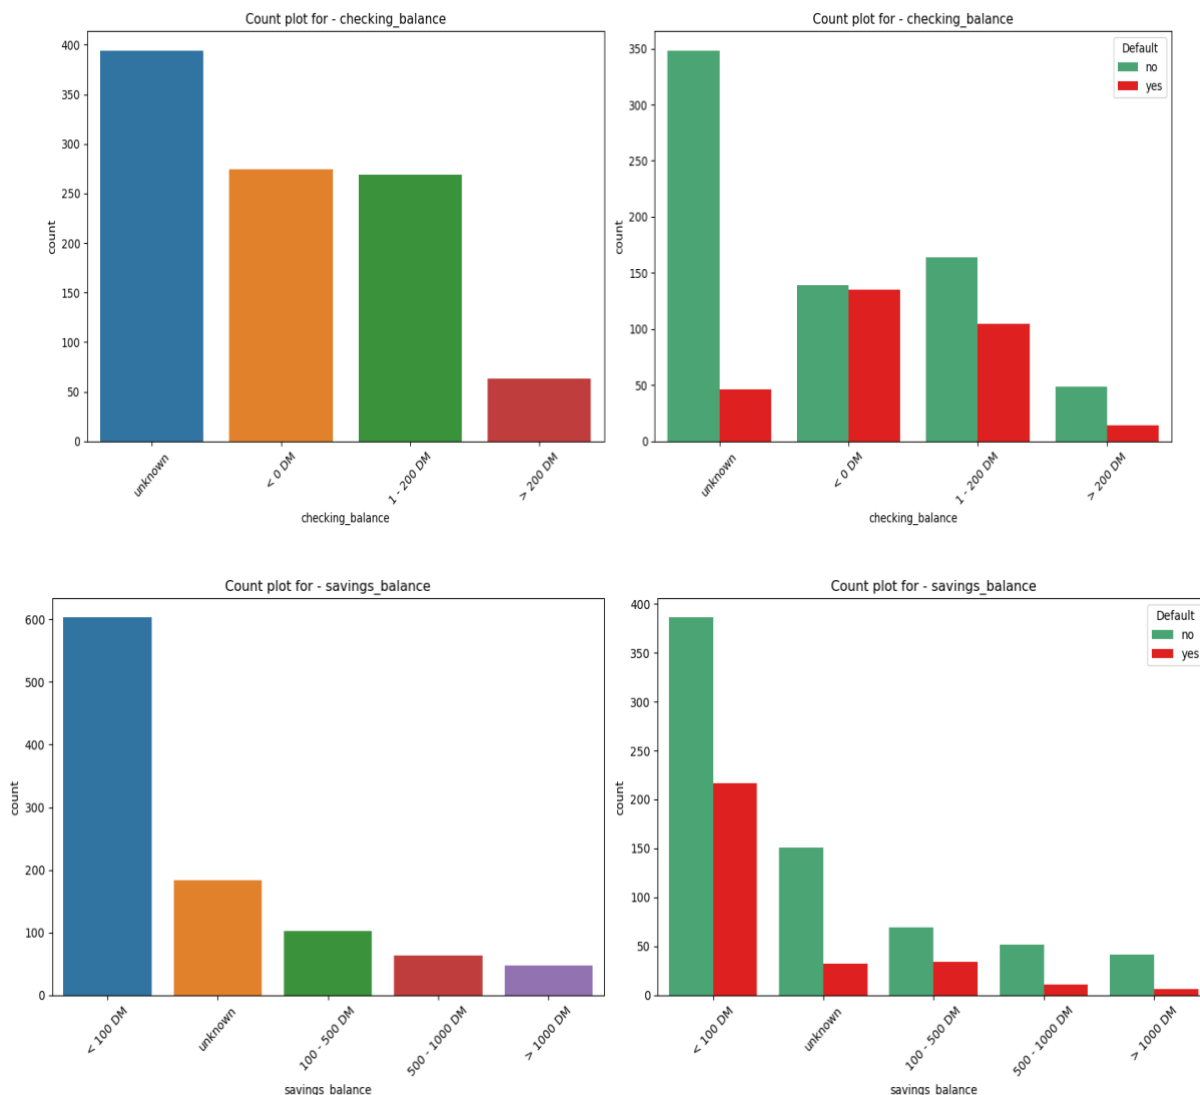 Count plot for - checking_balance
400
350
300
250
200
150
100
50
0
count
unknown
< 0 DM
1 - 200 DM
> 200 DM
checking_balance
Count plot for - checking_balance
Default
no
yes
350
300
250
200
150
100
50
0
count
unknown
< 0 DM
1 - 200 DM
> 200 DM
checking_balance
Count plot for - savings_balance
600
500
400
300
200
100
0
count
< 100 DM
unknown
100 - 500 DM
500 - 1000 DM
> 1000 DM
savings_balance
Count plot for - savings_balance
Default
no
yes
400
350
300
250
200
150
100
50
0
count
< 100 DM
unknown
100 - 500 DM
500 - 1000 DM
> 1000 DM
savings_balance